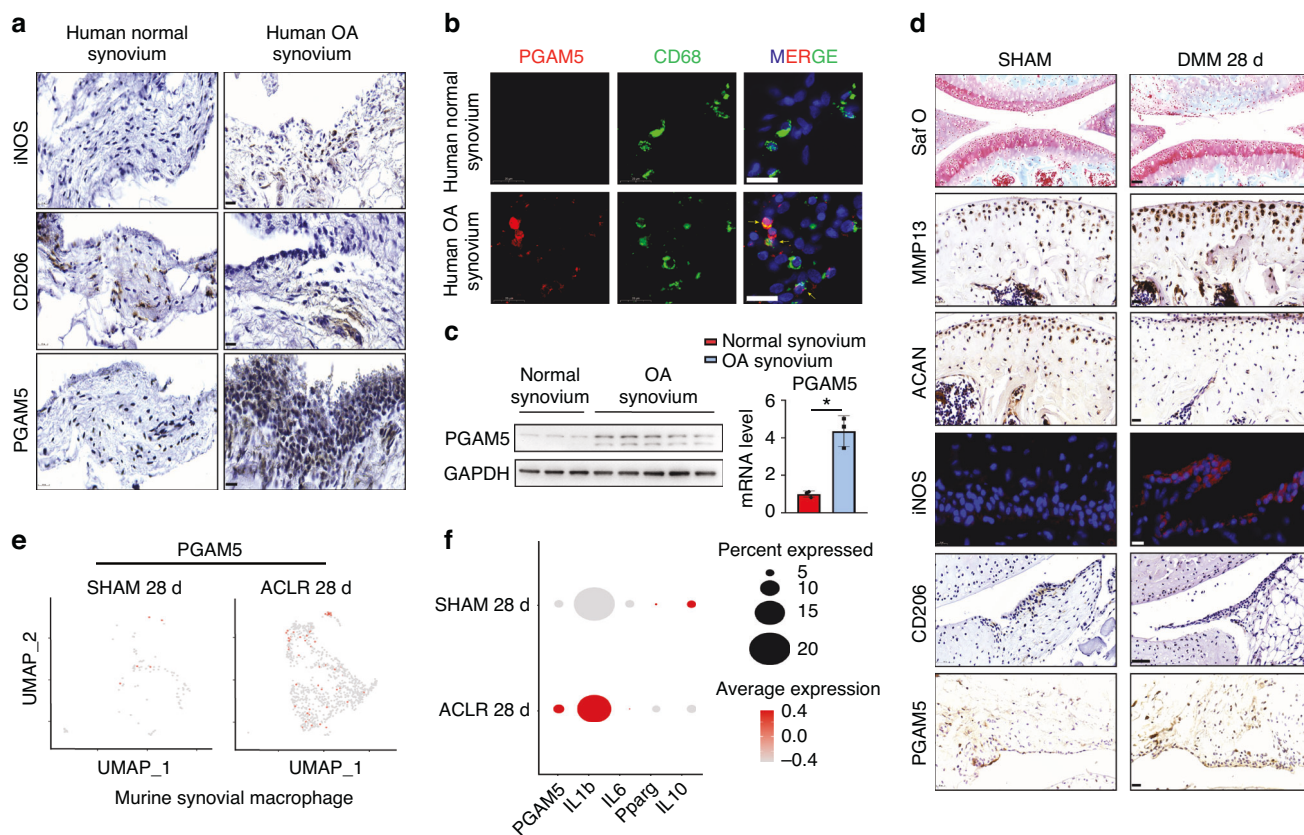 a
Human normal
synovium
Human OA
synovium
iNOS
CD206
PGAM5
b
PGAM5
CD68
MERGE
Human normal
synovium
Human OA
synovium
c
Normal synovium
OA synovium
Normal
synovium
OA
synovium
PGAM5
GAPDH
PGAM5
*
mRNA level
6
4
2
0
d
SHAM
DMM 28 d
Saf O
MMP13
ACAN
iNOS
CD206
PGAM5
e
PGAM5
SHAM 28 d
ACLR 28 d
UMAP_2
UMAP_1
UMAP_1
Murine synovial macrophage
f
SHAM 28 d
ACLR 28 d
PGAM5
IL1b
IL6
Pparg
IL10
Percent expressed
5
10
15
20
Average expression
0.4
0.0
−0.4